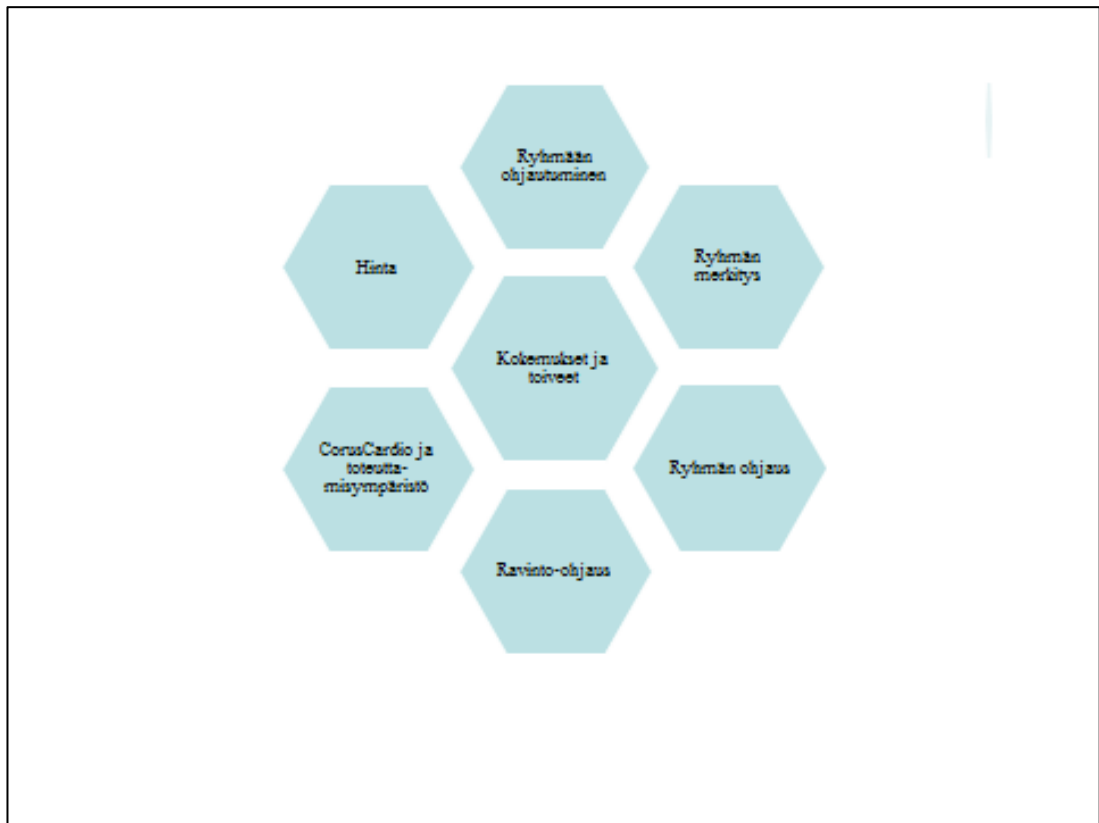 Ryhmään
ohjautuminen
Hinta
Ryhmän
merkitys
Kokemukset ja
toiveet
CorusCardio ja
toteutta-
misympäristö
Ryhmän ohjaus
Ravinto-ohjaus